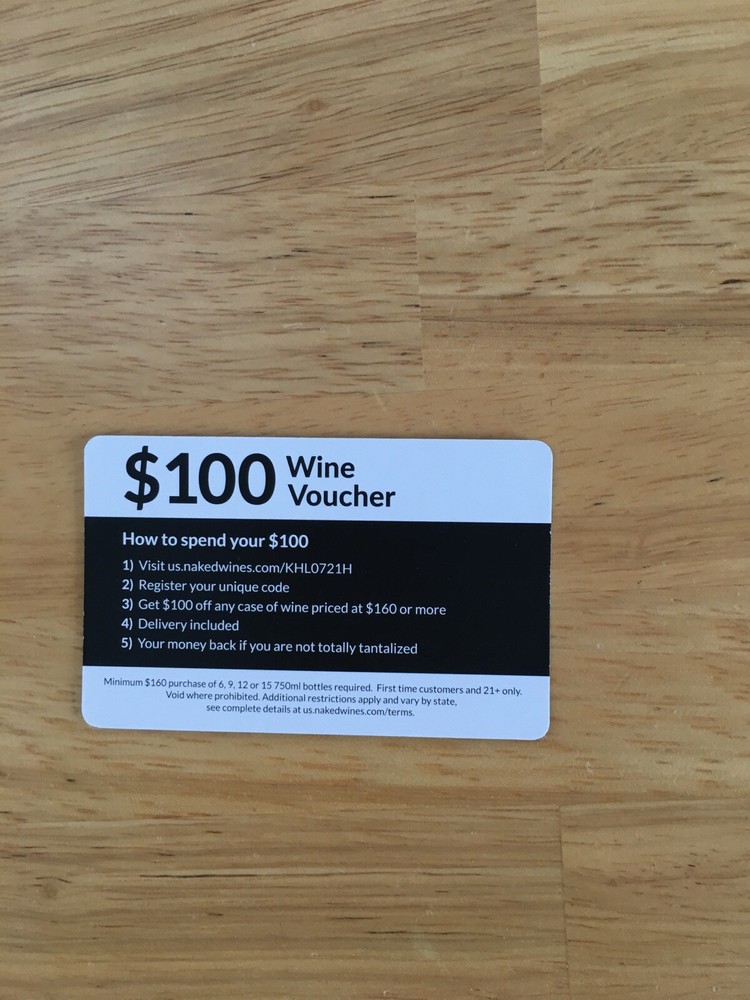 $100 Wine
Voucher
How to spend your $100
1) Visit us.nakedwines.com/KHL0721H
2) Register your unique code
3) Get $100 off any case of wine priced at $160 or more
4) Delivery included
5) Your money back if you are not totally tantalized
Minimum $160 purchase of 6, 9, 12 or 15 750ml bottles required. First time customers and 21+ only.
Void where prohibited. Additional restrictions apply and vary by state,
see complete details at us.nakedwines.com/terms.